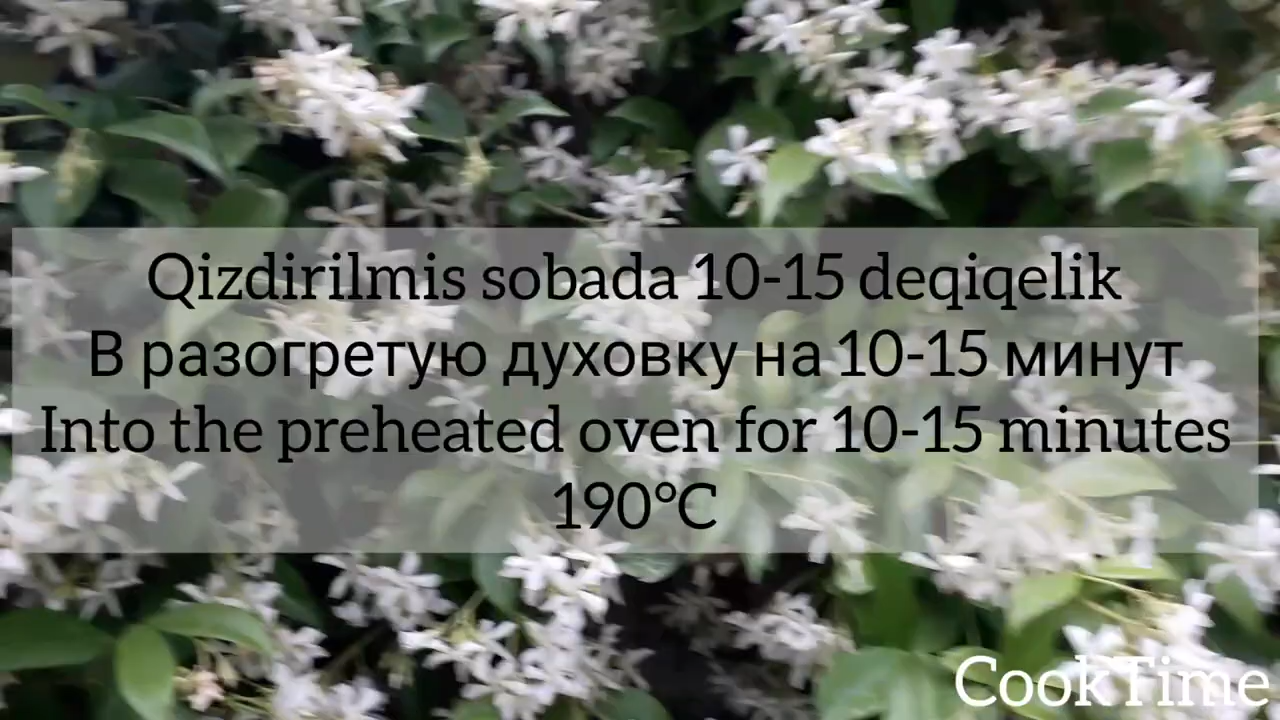 Qizdirilmis sobada 10-15 deqiqelik
В разогретую духовку на 10-15 минут
Into the preheated oven for 10-15 minutes
190°C
CookTime